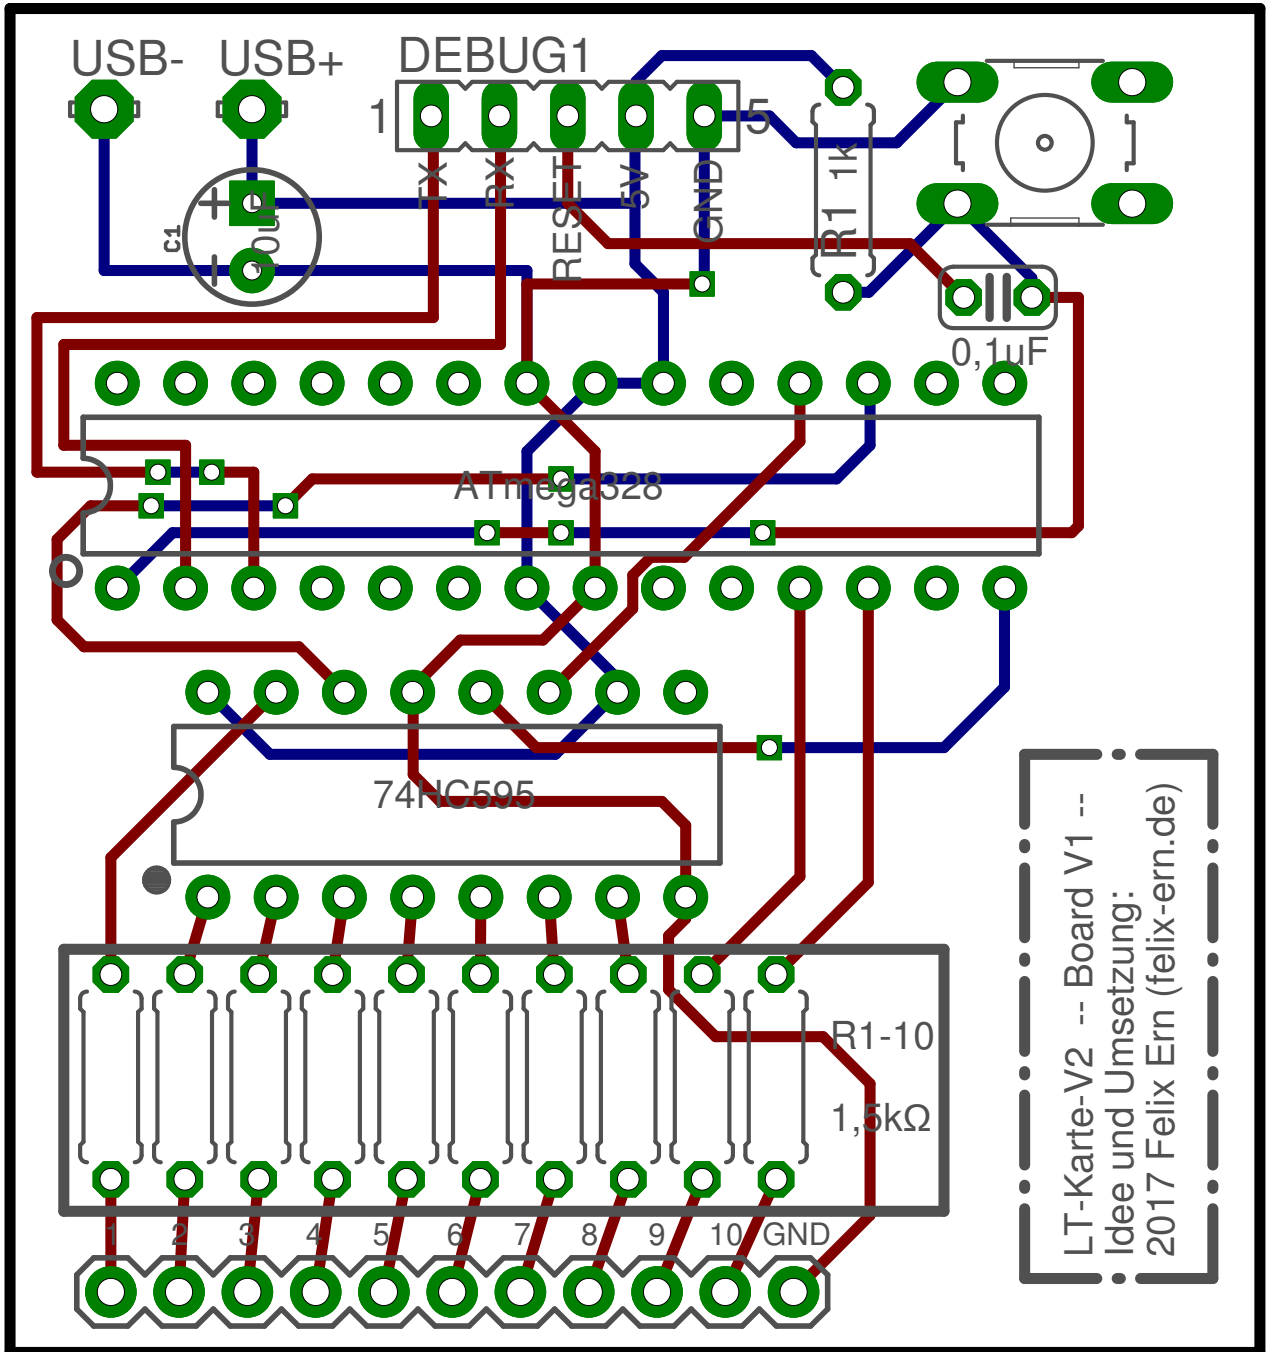 USB- USB+ DEBUG1
1 5
TX RX RESET 5V GND
+
-
C1
10uF
R1 1k
0,1uF
ATmega328
74HC595
R1-10
1,5kΩ
1 2 3 4 5 6 7 8 9 10 GND
LT-Karte-V2 -- Board V1 --
Idee und Umsetzung:
2017 Felix Ern (felix-ern.de)